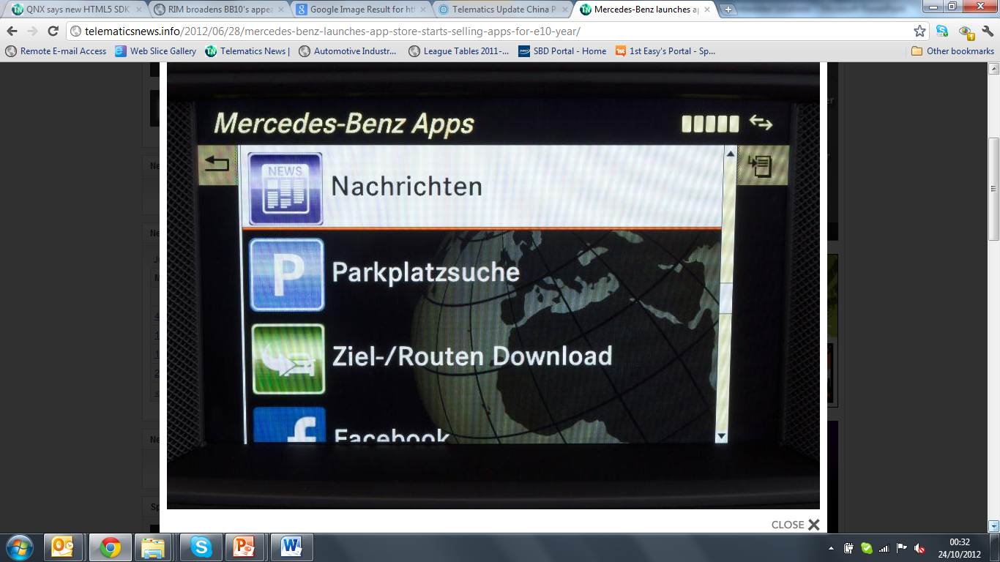 QNX says new HTML5 SDK
RIM broadens BB10's appea
Google Image Result for htt
Telematics Update China P
Mercedes-Benz launches ap
telematicsnews.info/2012/06/28/mercedes-benz-launches-app-store-starts-selling-apps-for-e10-year/
Remote E-mail Access
Web Slice Gallery
Telematics News |
Automotive Industr...
League Tables 2011-...
SBD Portal - Home
1st Easy's Portal - Sp...
Other bookmarks
Mercedes-Benz Apps
NEWS
Nachrichten
P
Parkplatzsuche
Ziel-/Routen Download
f
Facebook
CLOSE
00:32
24/10/2012